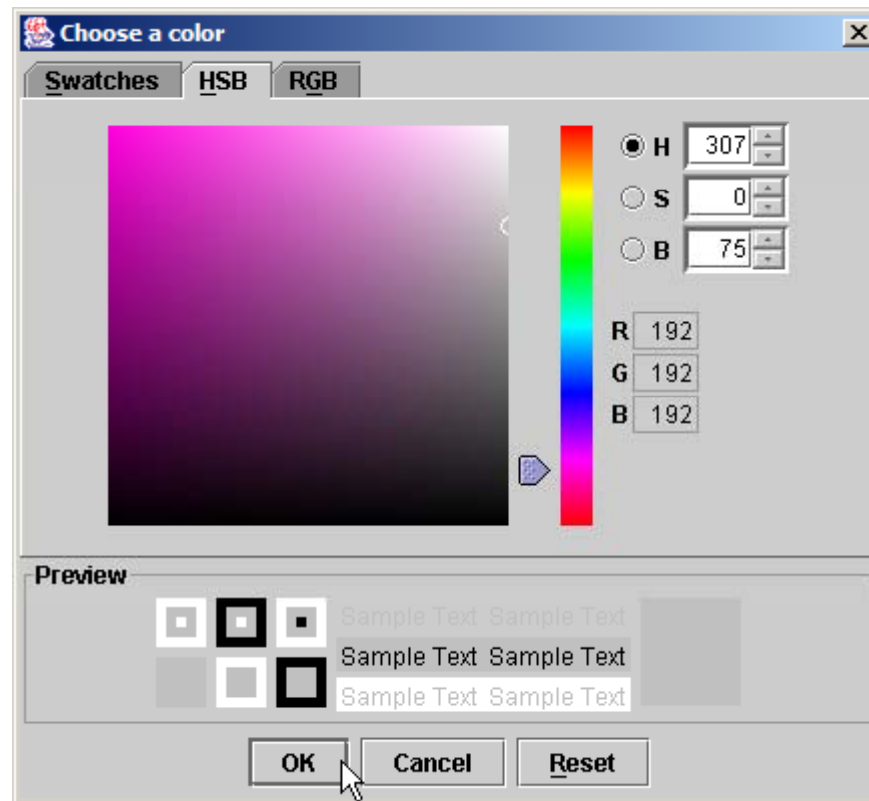 Choose a color
Swatches HSB RGB
H 307
S 0
B 75
R 192
G 192
B 192
Preview
Sample Text Sample Text
Sample Text Sample Text
Sample Text Sample Text
OK Cancel Reset